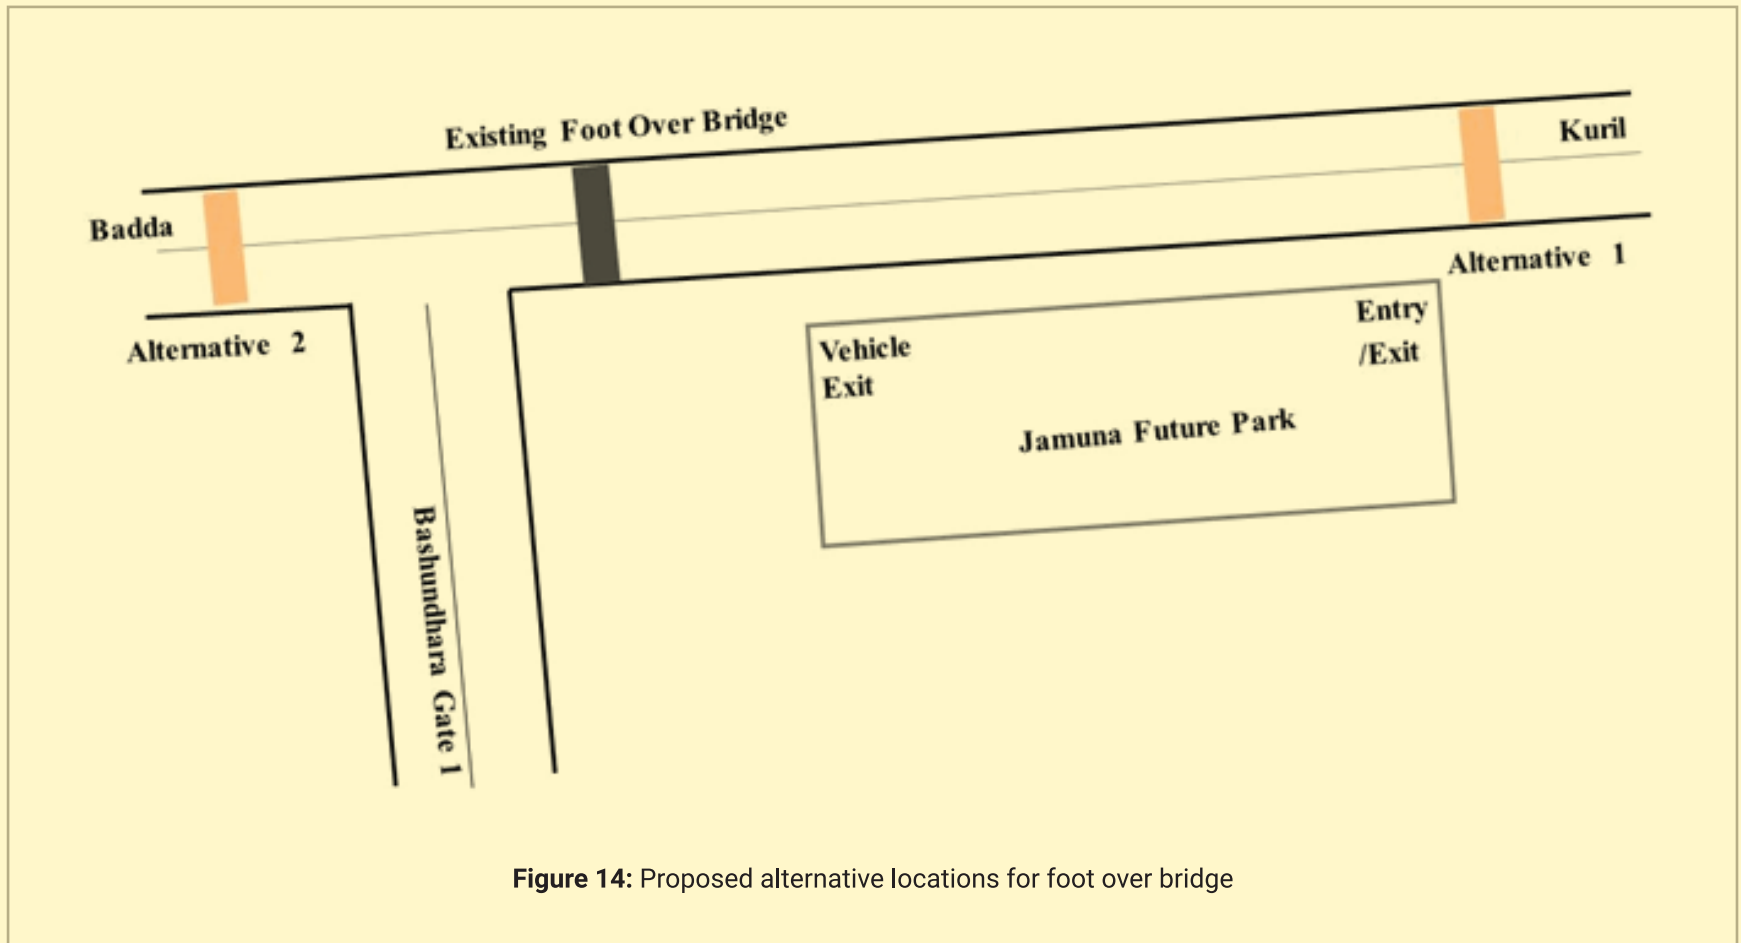 Existing Foot Over Bridge
Kuril
Badda
Alternative 1
Alternative 2
Vehicle
Exit
Entry
/Exit
Jamuna Future Park
Bashundhara Gate 1
Figure 14: Proposed alternative locations for foot over bridge